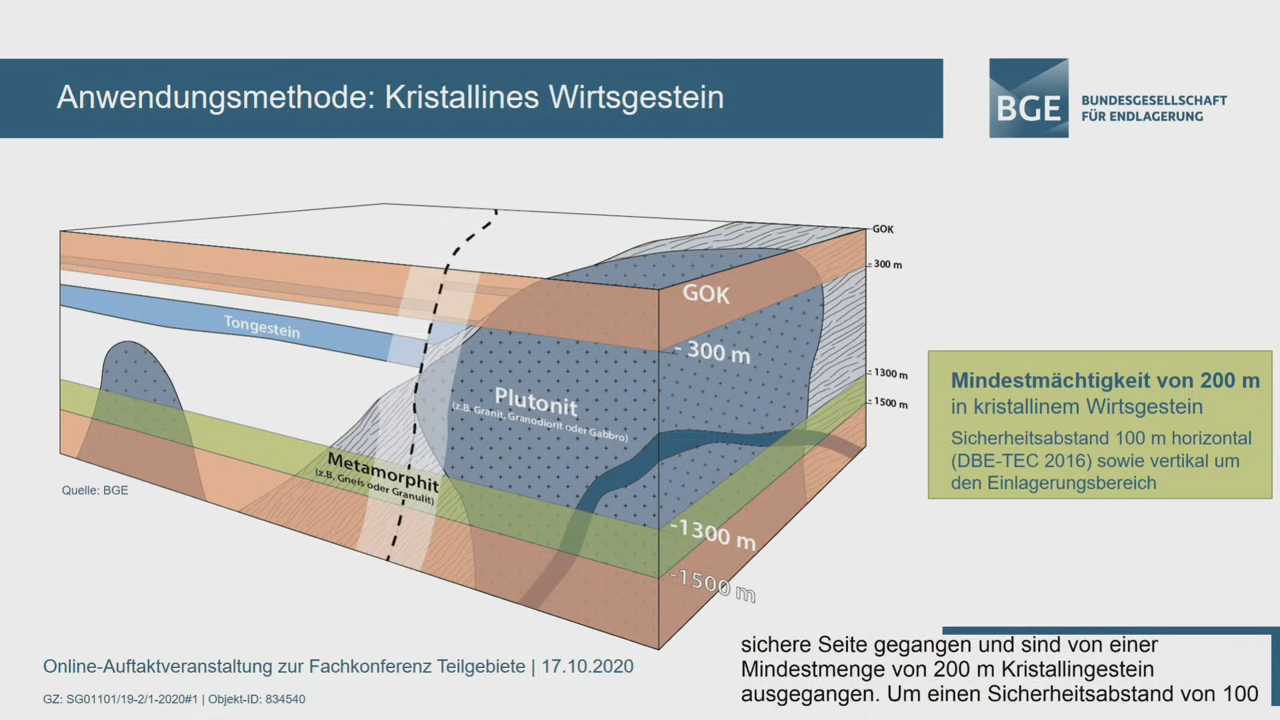 Anwendungsmethode: Kristallines Wirtsgestein
BGE
BUNDESGESELLSCHAFT
FÜR ENDLAGERUNG
GOK
300 m
1300 m
1500 m
GOK
- 300 m
Tongestein
Plutonit
(z.B. Granit, Granodiorit oder Gabbro)
Metamorphit
(z.B. Gneis oder Granulit)
-1300 m
-1500 m
Quelle: BGE
Mindestmächtigkeit von 200 m
in kristallinem Wirtsgestein
Sicherheitsabstand 100 m horizontal
(DBE-TEC 2016) sowie vertikal um
den Einlagerungsbereich
Online-Auftaktveranstaltung zur Fachkonferenz Teilgebiete | 17.10.2020
GZ: SG01101/19-2/1-2020#1 | Objekt-ID: 834540
sichere Seite gegangen und sind von einer
Mindestmenge von 200 m Kristallingestein
ausgegangen. Um einen Sicherheitsabstand von 100